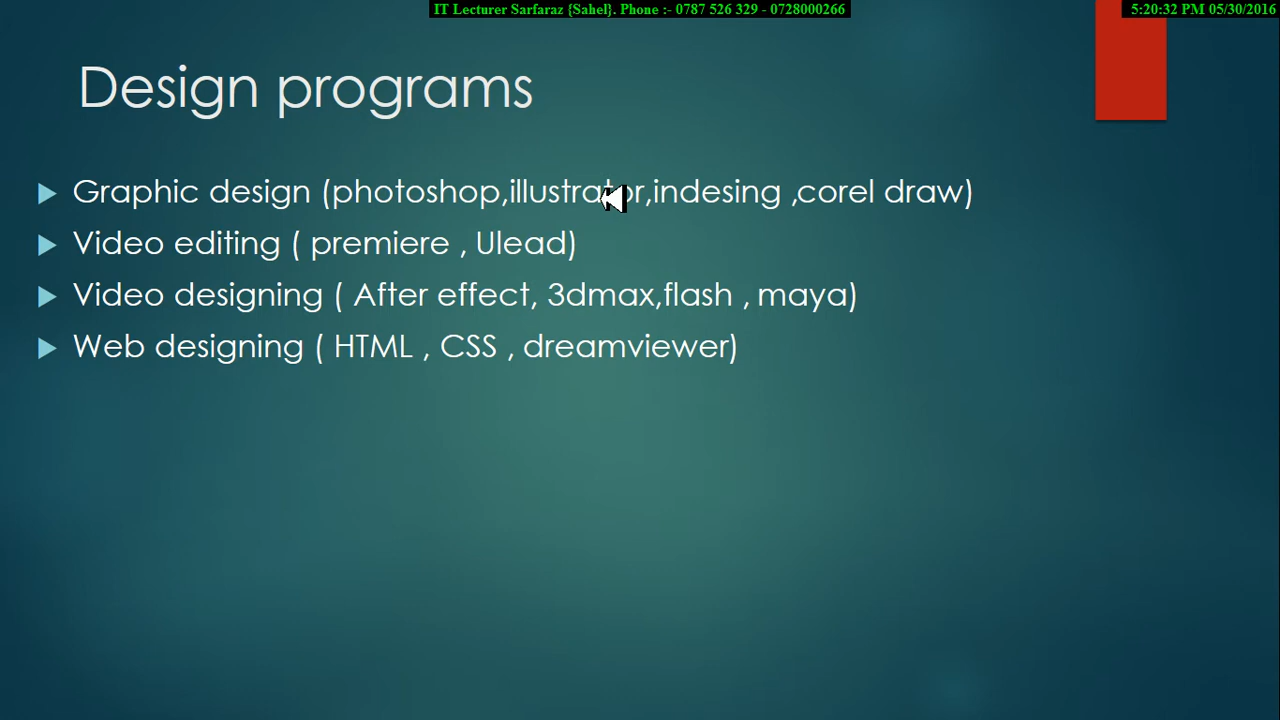 IT Lecturer Sarfaraz {Sahel}. Phone :- 0787 526 329 - 0728000266
5:20:32 PM 05/30/2016
Design programs
Graphic design (photoshop,illustrator,indesing ,corel draw)
Video editing ( premiere , Ulead)
Video designing ( After effect, 3dmax,flash , maya)
Web designing ( HTML , CSS , dreamviewer)